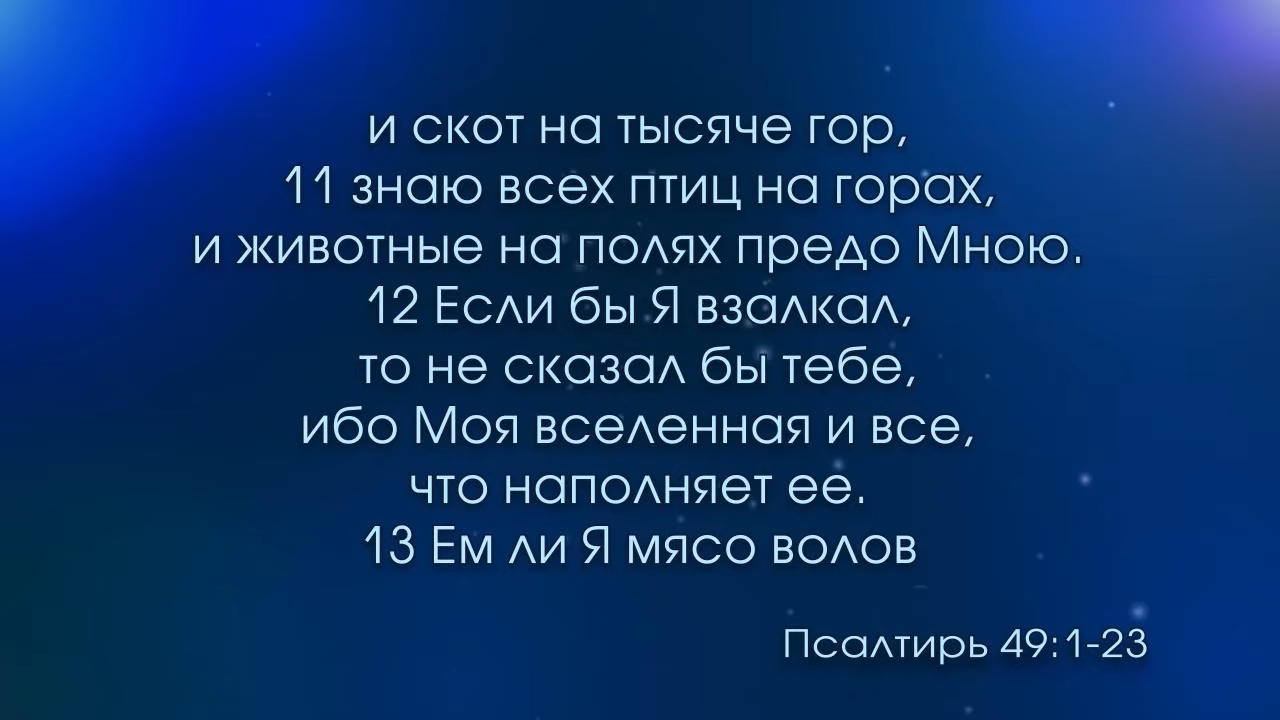 и скот на тысяче гор,
11 знаю всех птиц на горах,
и животные на полях предо Мною.
12 Если бы Я взалкал,
то не сказал бы тебе,
ибо Моя вселенная и все,
что наполняет ее.
13 Ем ли Я мясо волов
Псалтирь 49:1-23